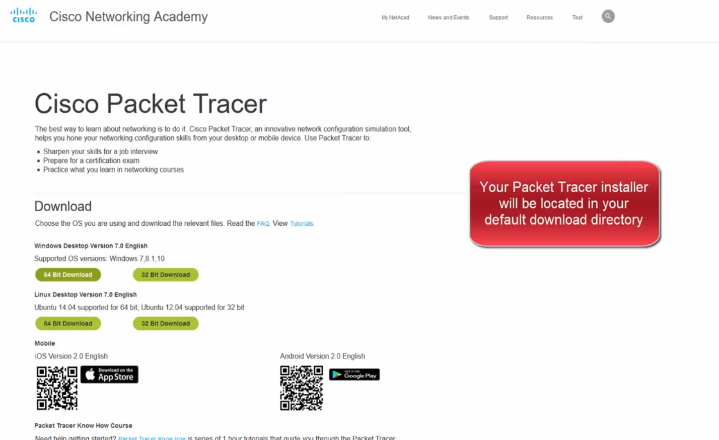 CISCO
Cisco Networking Academy
My NetAcad
News and Events
Support
Resources
Test
Cisco Packet Tracer
The best way to learn about networking is to do it. Cisco Packet Tracer, an innovative network configuration simulation tool,
helps you hone your networking configuration skills from your desktop or mobile device. Use Packet Tracer to:
• Sharpen your skills for a job interview
• Prepare for a certification exam
• Practice what you learn in networking courses
Your Packet Tracer installer
will be located in your
default download directory
Download
Choose the OS you are using and download the relevant files. Read the FAQ. View Tutorials.
Windows Desktop Version 7.0 English
Supported OS versions: Windows 7,8.1,10
64 Bit Download
32 Bit Download
Linux Desktop Version 7.0 English
Ubuntu 14.04 supported for 64 bit, Ubuntu 12.04 supported for 32 bit
64 Bit Download
32 Bit Download
Mobile
iOS Version 2.0 English
Download on the
App Store
Android Version 2.0 English
GET IT ON
Google Play
Packet Tracer Know How Course
Need help getting started? Packet Tracer Know How is series of 1 hour tutorials that guide you through the Packet Tracer